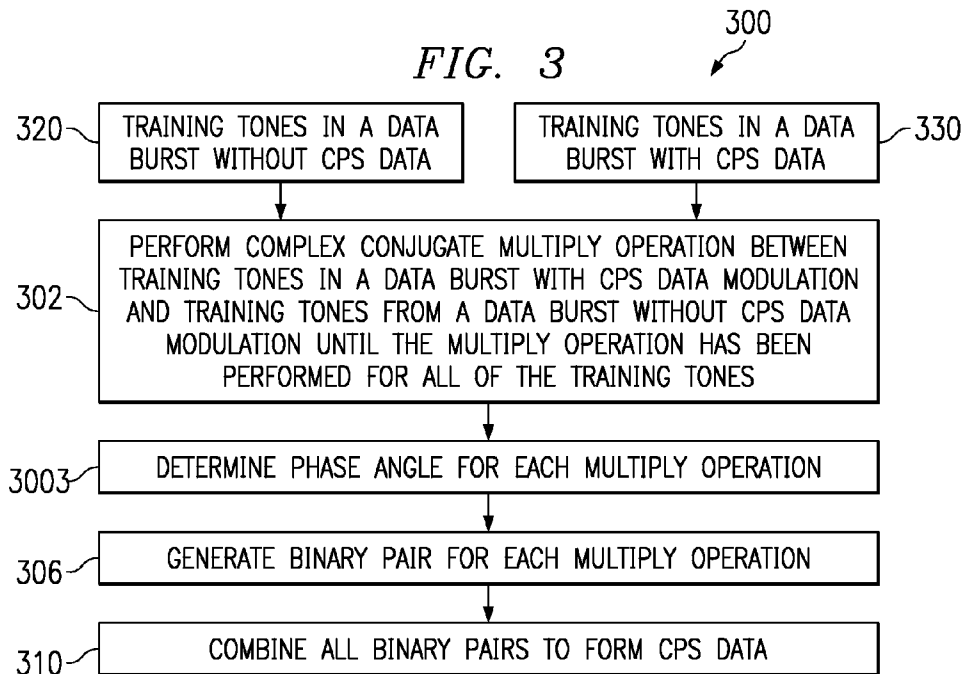 300
FIG. 3
320
TRAINING TONES IN A DATA
BURST WITHOUT CPS DATA
TRAINING TONES IN A DATA
BURST WITH CPS DATA
330
302
PERFORM COMPLEX CONJUGATE MULTIPLY OPERATION BETWEEN
TRAINING TONES IN A DATA BURST WITH CPS DATA MODULATION
AND TRAINING TONES FROM A DATA BURST WITHOUT CPS DATA
MODULATION UNTIL THE MULTIPLY OPERATION HAS BEEN
PERFORMED FOR ALL OF THE TRAINING TONES
3003
DETERMINE PHASE ANGLE FOR EACH MULTIPLY OPERATION
306
GENERATE BINARY PAIR FOR EACH MULTIPLY OPERATION
310
COMBINE ALL BINARY PAIRS TO FORM CPS DATA